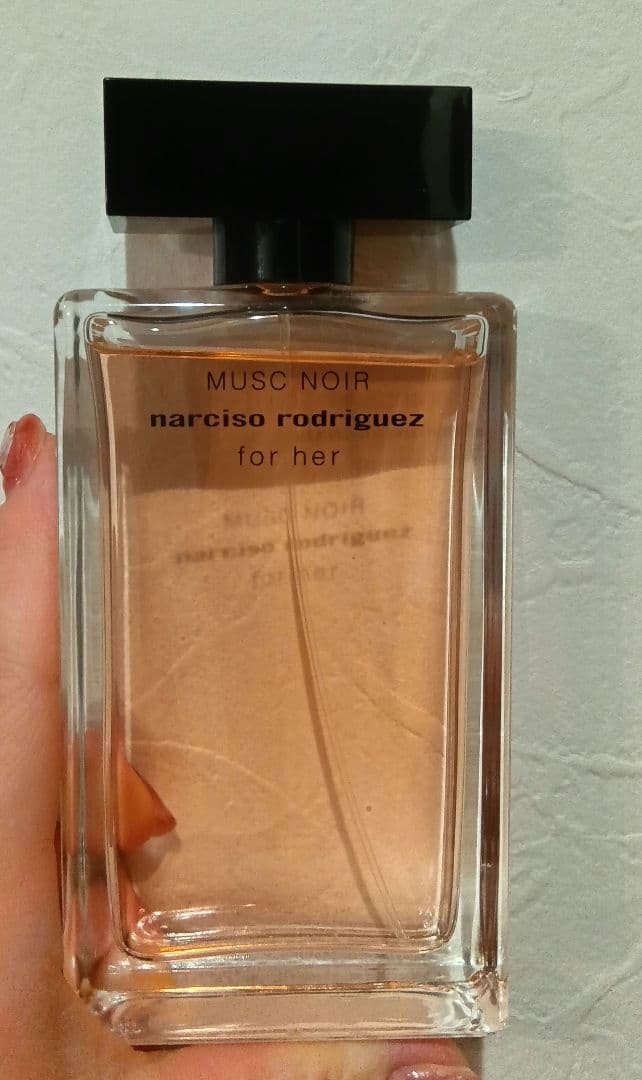 MUSC NOIR
narciso rodriguez
for her